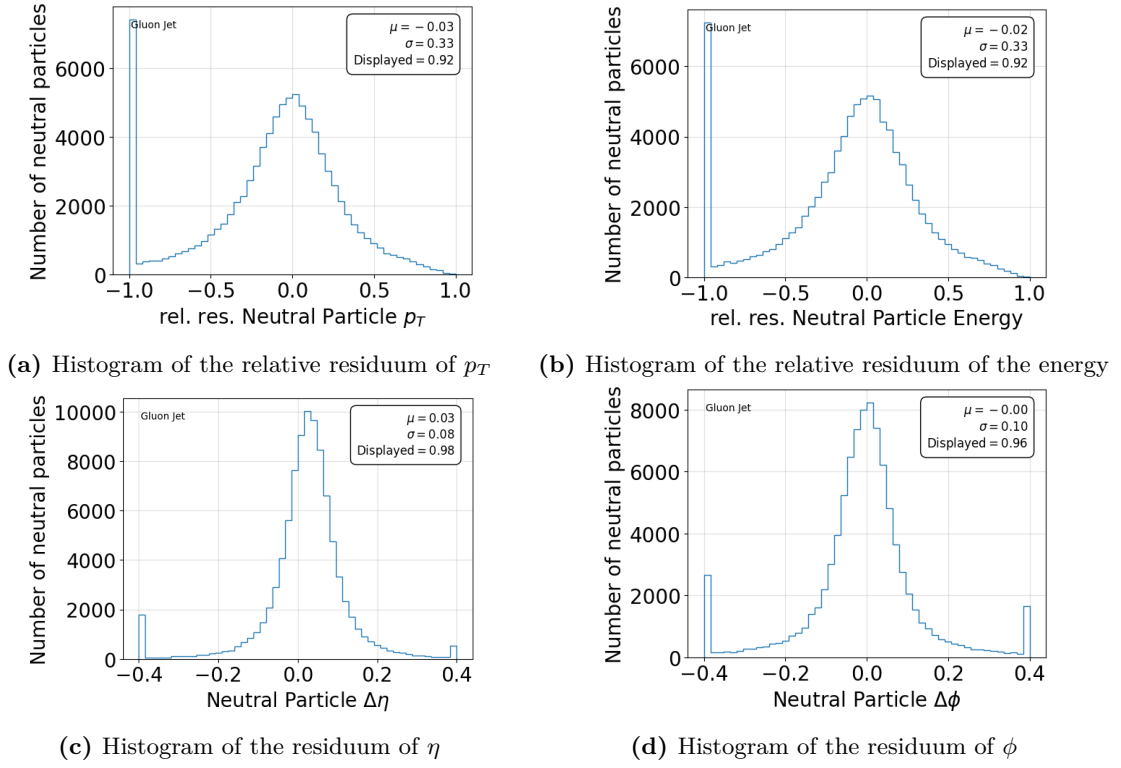 Number of neutral particles
6000
4000
2000
0
Gluon Jet
μ = −0.03
σ = 0.33
Displayed = 0.92
−1.0 −0.5 0.0 0.5 1.0
rel. res. Neutral Particle pT
(a) Histogram of the relative residuum of pT
Number of neutral particles
6000
4000
2000
0
Gluon Jet
μ = −0.02
σ = 0.33
Displayed = 0.92
−1.0 −0.5 0.0 0.5 1.0
rel. res. Neutral Particle Energy
(b) Histogram of the relative residuum of the energy
Number of neutral particles
10000
8000
6000
4000
2000
0
Gluon Jet
μ = 0.03
σ = 0.08
Displayed = 0.98
−0.4 −0.2 0.0 0.2 0.4
Neutral Particle Δη
(c) Histogram of the residuum of η
Number of neutral particles
8000
6000
4000
2000
0
Gluon Jet
μ = −0.00
σ = 0.10
Displayed = 0.96
−0.4 −0.2 0.0 0.2 0.4
Neutral Particle Δϕ
(d) Histogram of the residuum of ϕ